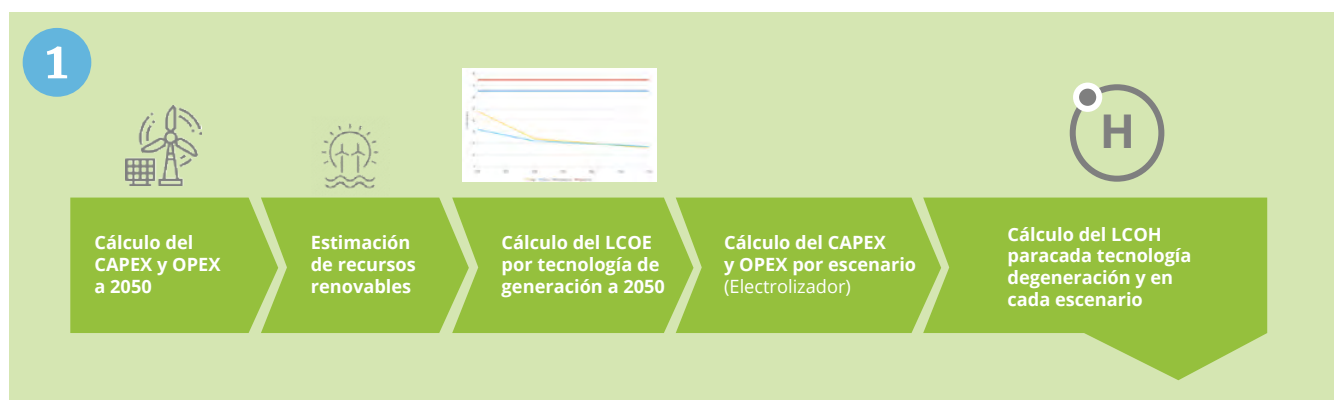 1
H
Cálculo del
CAPEX y OPEX
a 2050
Estimación
de recursos
renovables
Cálculo del LCOE
por tecnología de
generación a 2050
Cálculo del CAPEX
y OPEX por escenario
(Electrolizador)
Cálculo del LCOH
paracada tecnología
degeneración y en
cada escenario